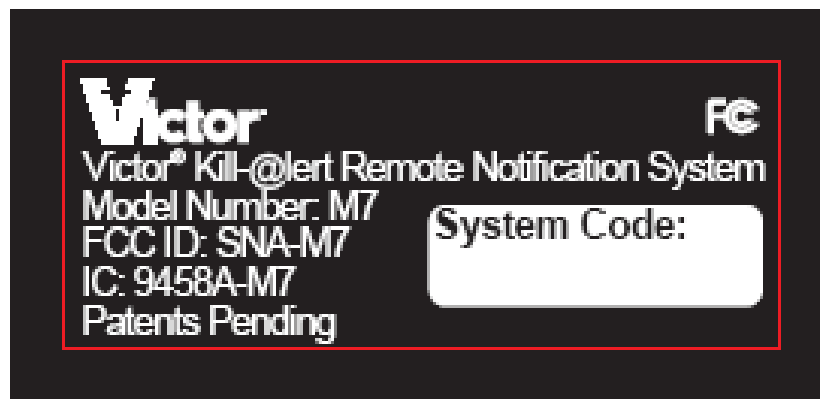 Victor
FC
Victor® Kill-@lert Remote Notification System
Model Number: M7
FCC ID: SNA-M7
System Code:
IC: 9458A-M7
Patents Pending